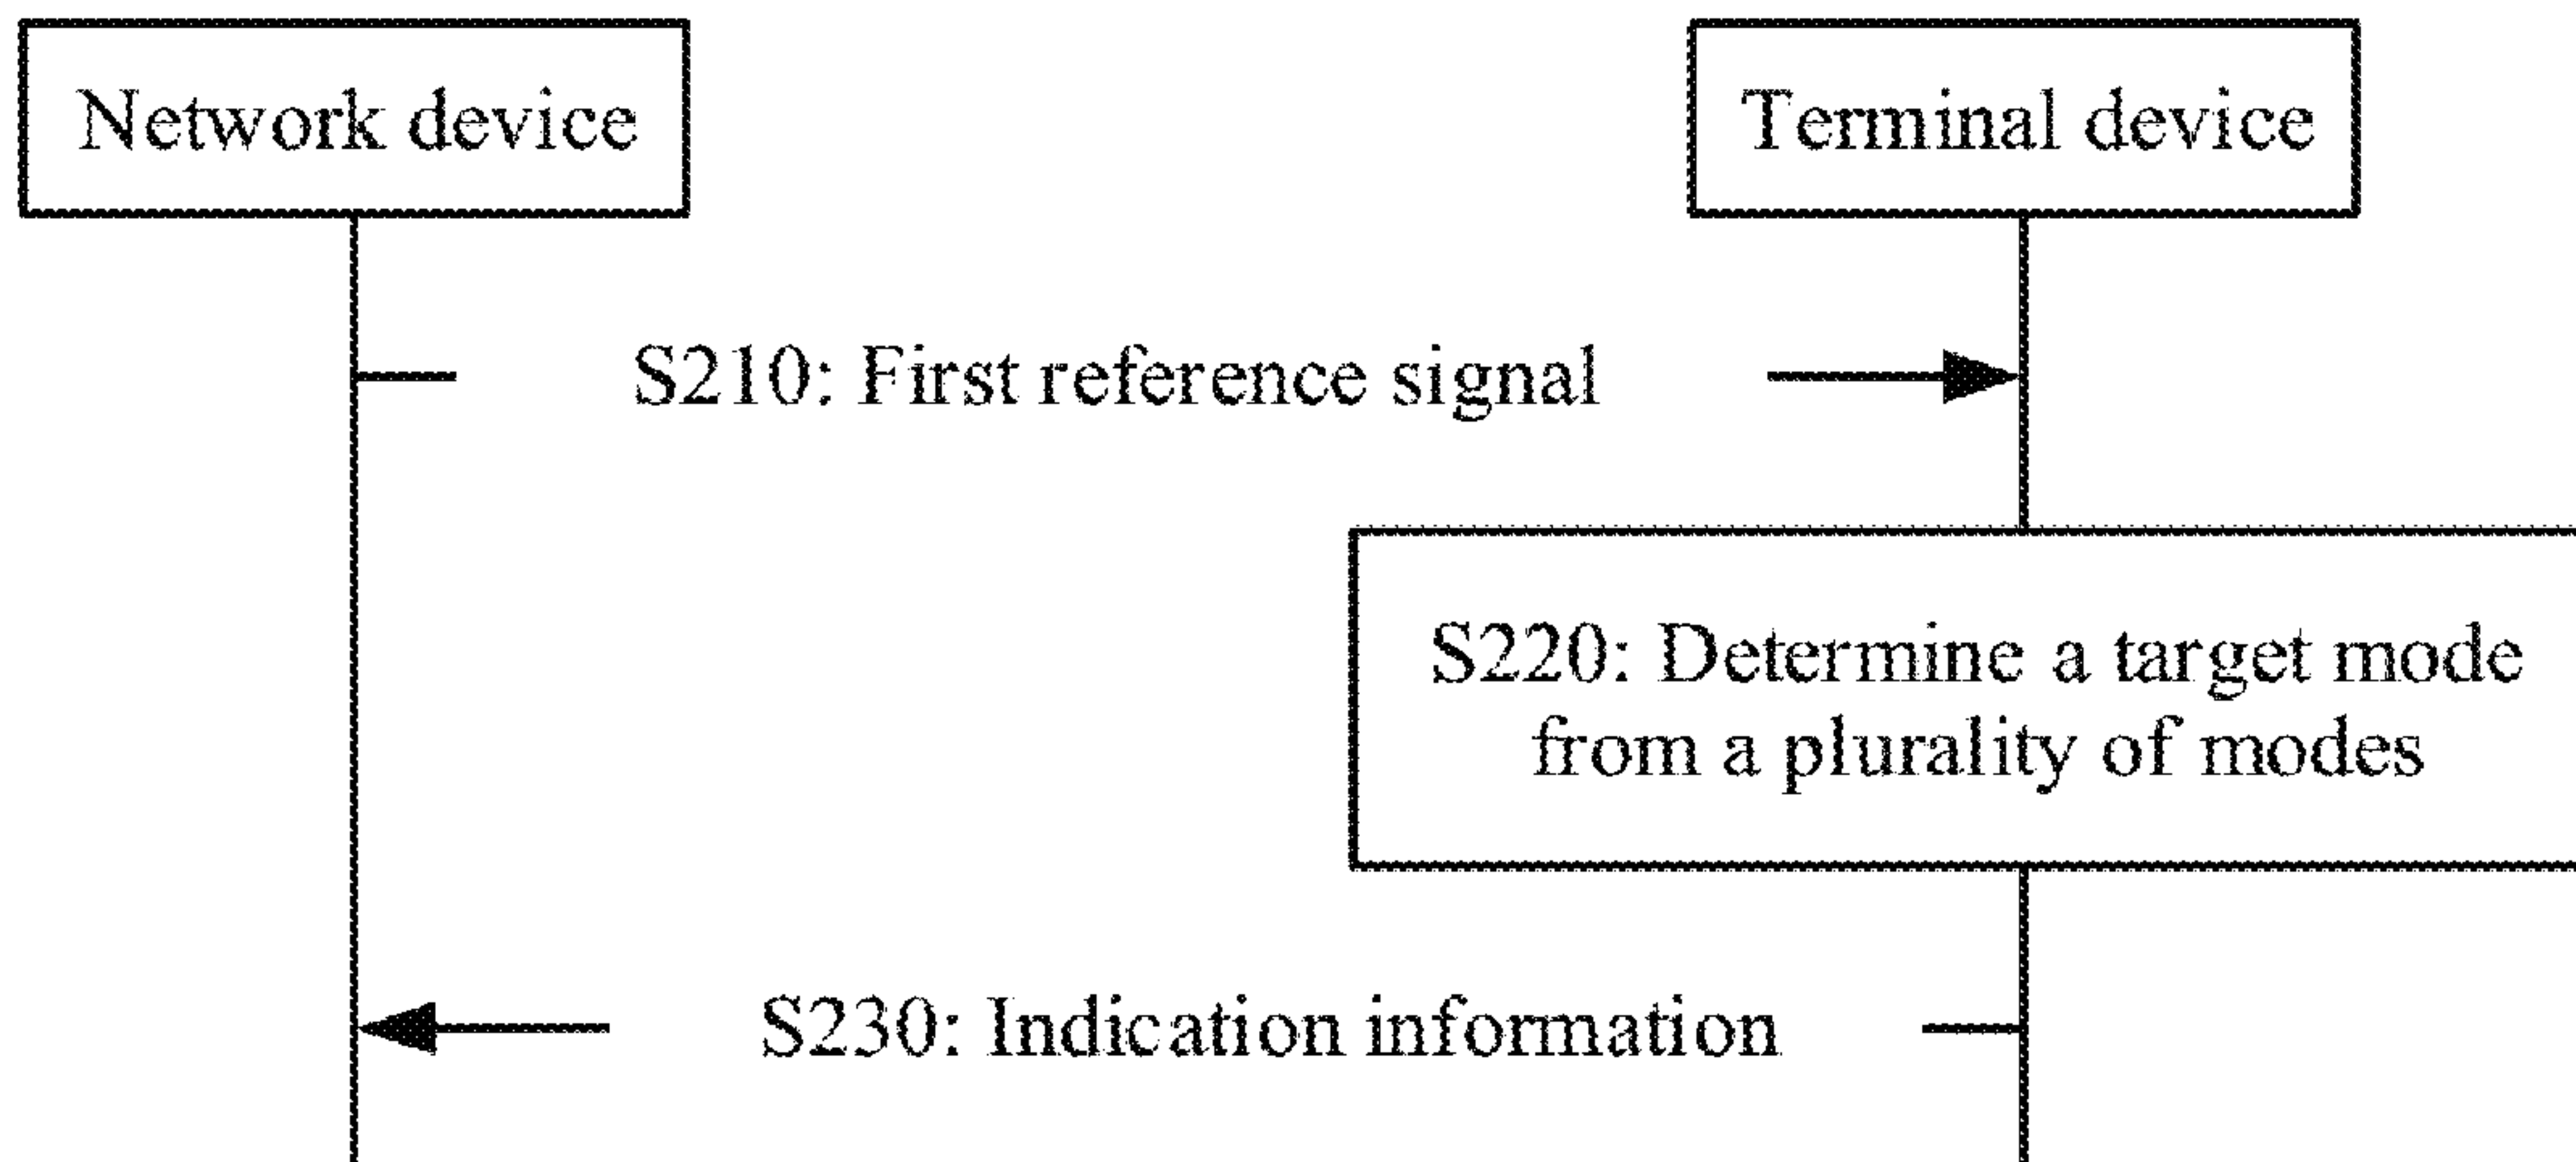 Network device
Terminal device
S210: First reference signal
S220: Determine a target mode
from a plurality of modes
S230: Indication information